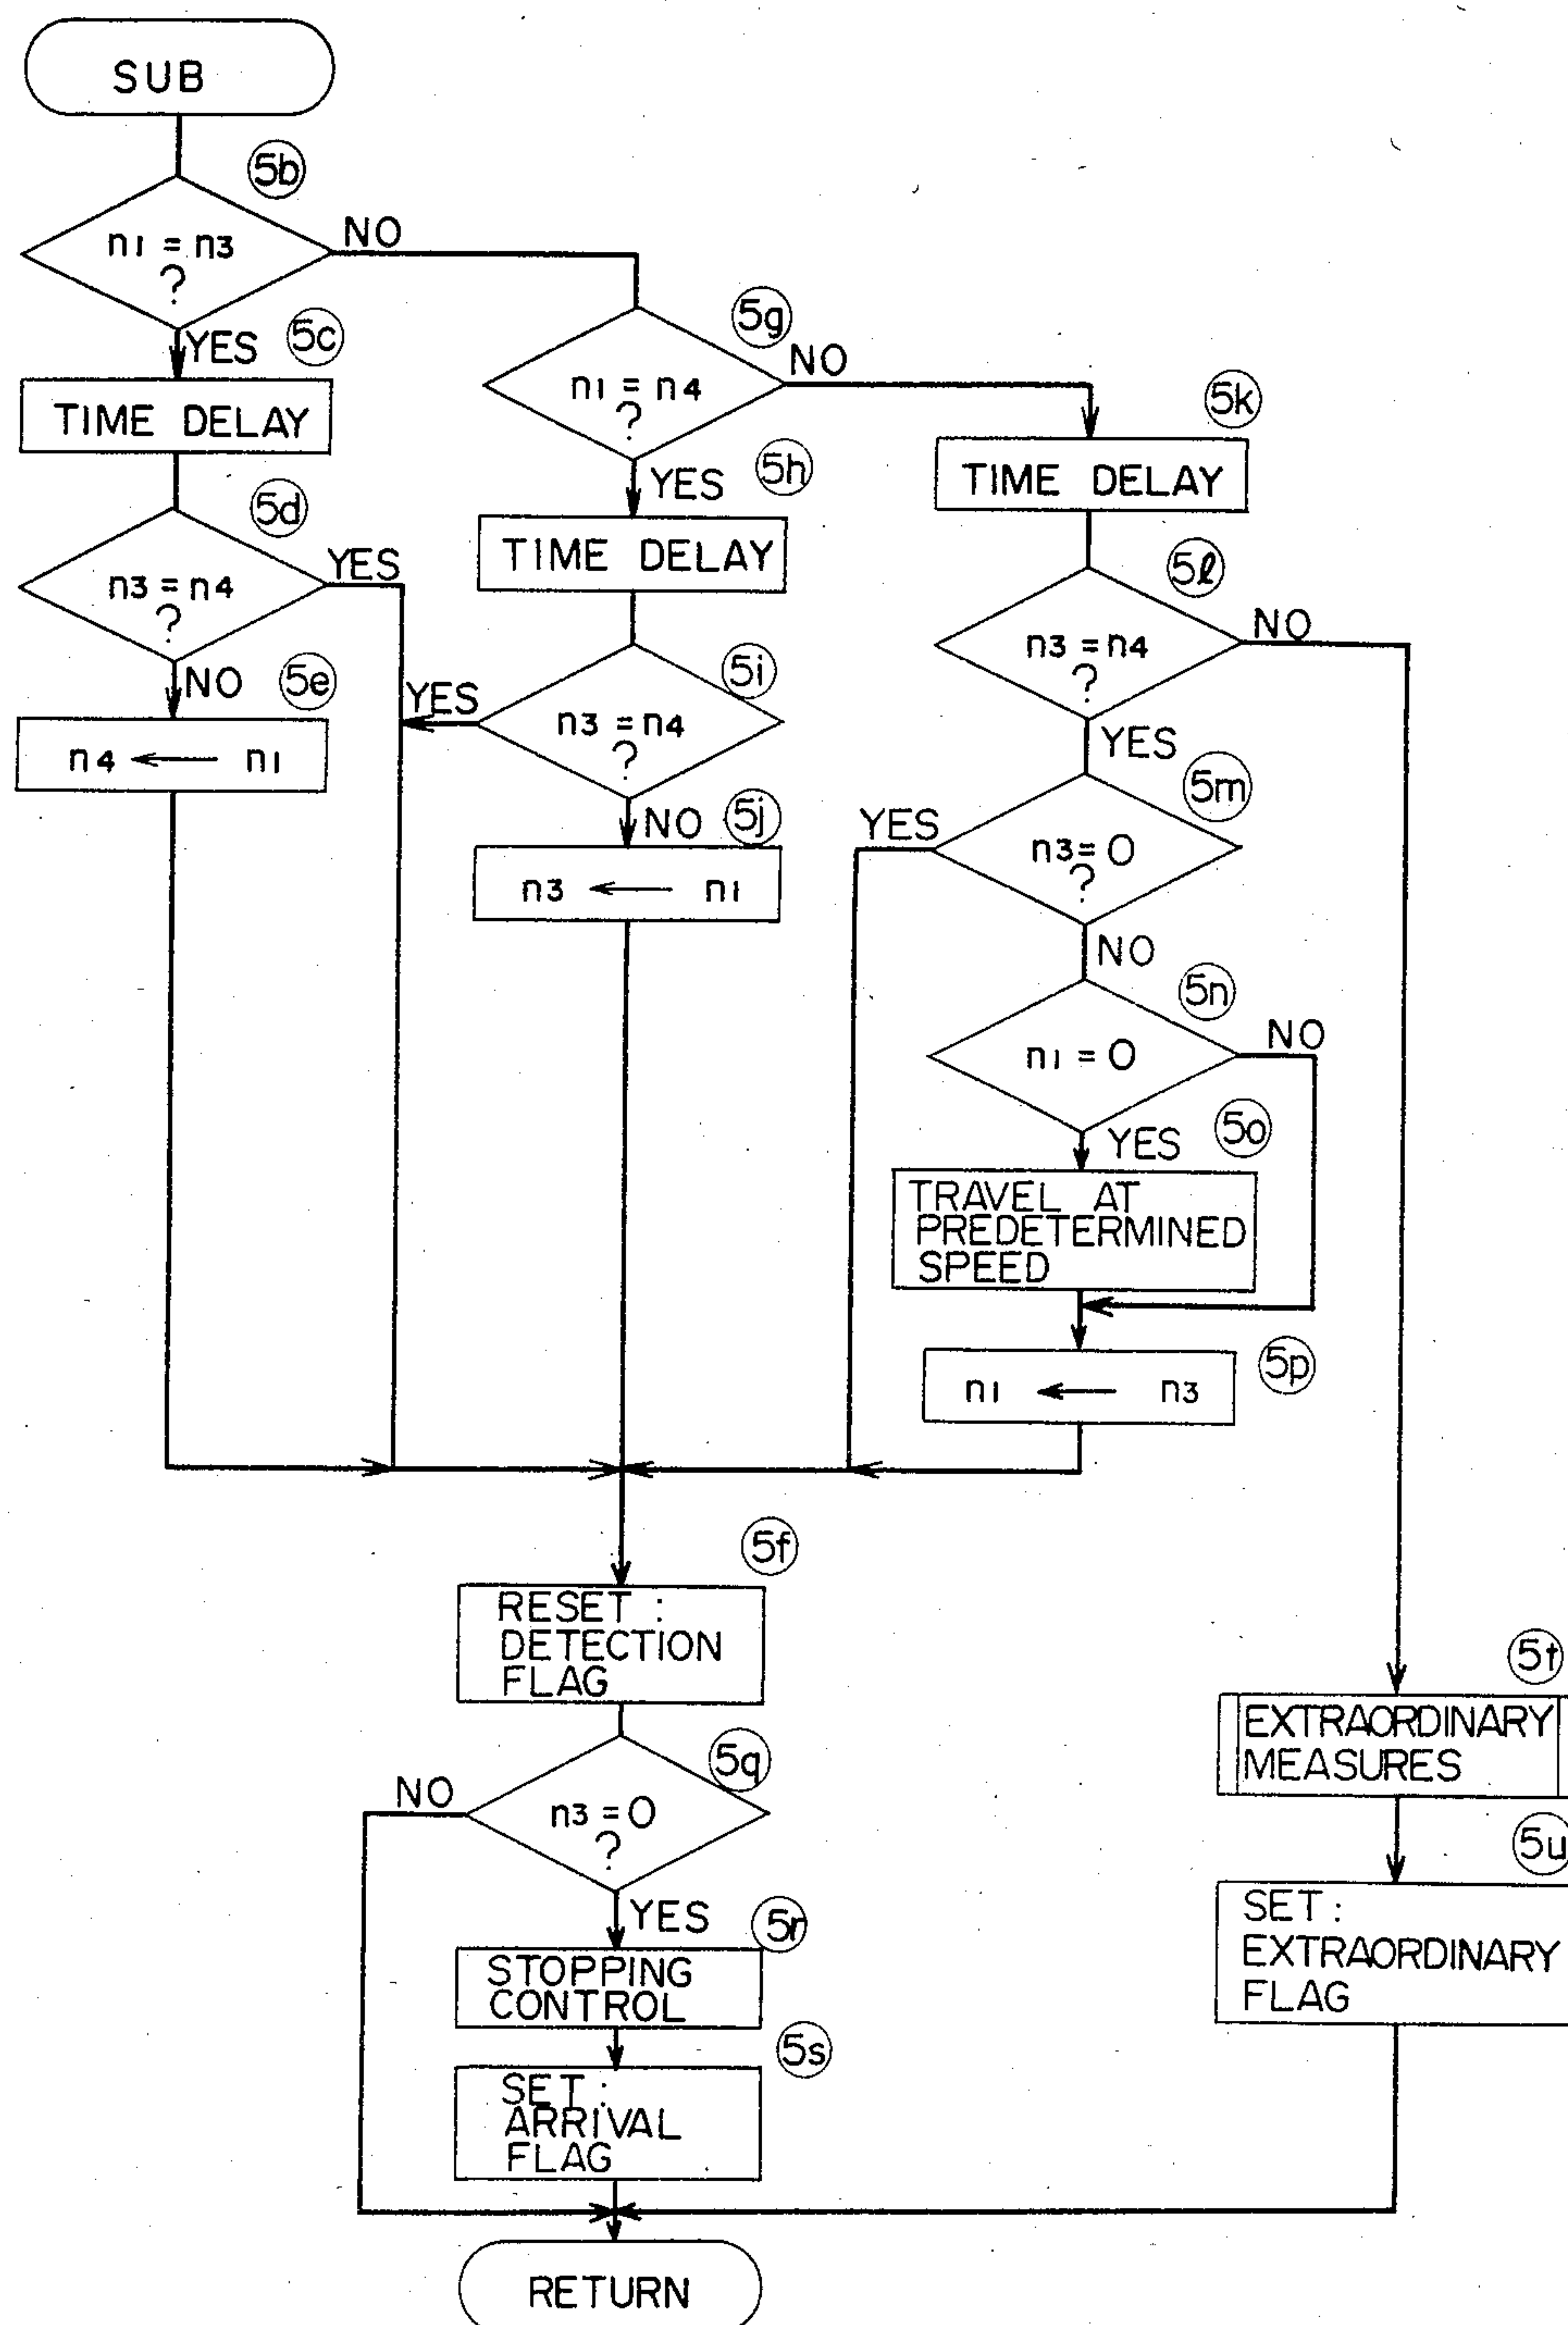 SUB
5b
n1 = n3
?
NO
YES
5c
TIME DELAY
5d
n3 = n4
?
YES
NO
5e
n4 ← n1
5g
n1 = n4
?
NO
YES
5h
TIME DELAY
5i
n3 = n4
?
YES
NO
5j
n3 ← n1
5k
TIME DELAY
5l
n3 = n4
?
NO
YES
5m
n3 = 0
?
YES
NO
5n
n1 = 0
NO
YES
5o
TRAVEL AT
PREDETERMINED
SPEED
5p
n1 ← n3
5f
RESET :
DETECTION
FLAG
5q
n3 = 0
?
NO
YES
5r
STOPPING
CONTROL
5s
SET :
ARRIVAL
FLAG
5t
EXTRAORDINARY
MEASURES
5u
SET :
EXTRAORDINARY
FLAG
RETURN